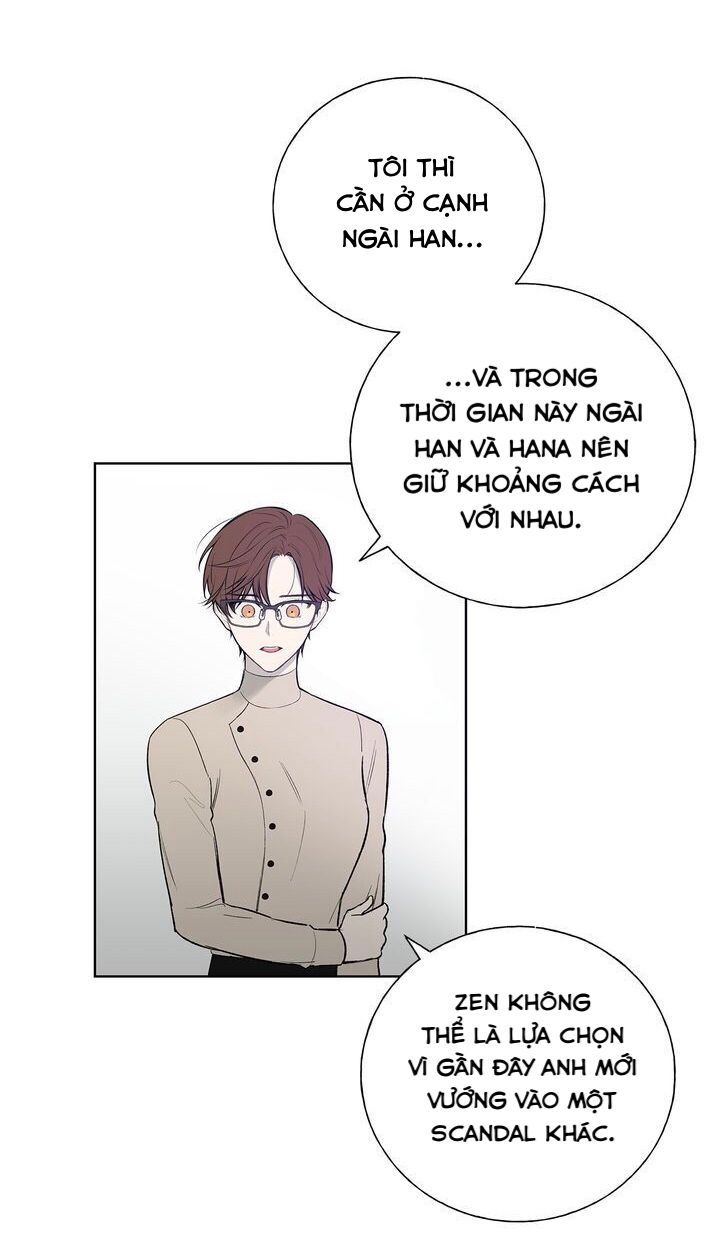 TÔI THÌ
CẦN Ở CẠNH
NGÀI HAN...
...VÀ TRONG
THỜI GIAN NÀY NGÀI
HAN VÀ HANA NÊN
GIỮ KHOẢNG CÁCH
VỚI NHAU.
ZEN KHÔNG
THỂ LÀ LỰA CHỌN
VÌ GẦN ĐÂY ANH MỚI
VƯỚNG VÀO MỘT
SCANDAL KHÁC.